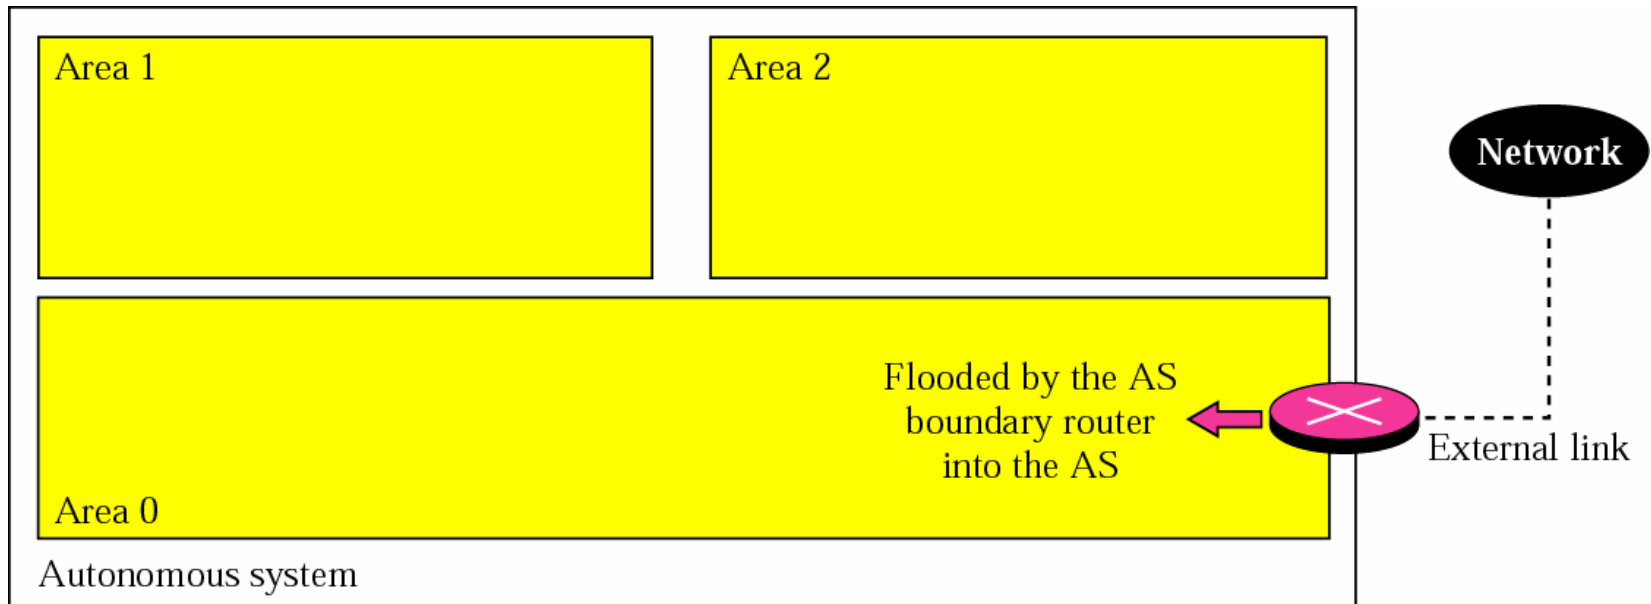 Area 1
Area 2
Network
Flooded by the AS
boundary router
into the AS
External link
Area 0
Autonomous system